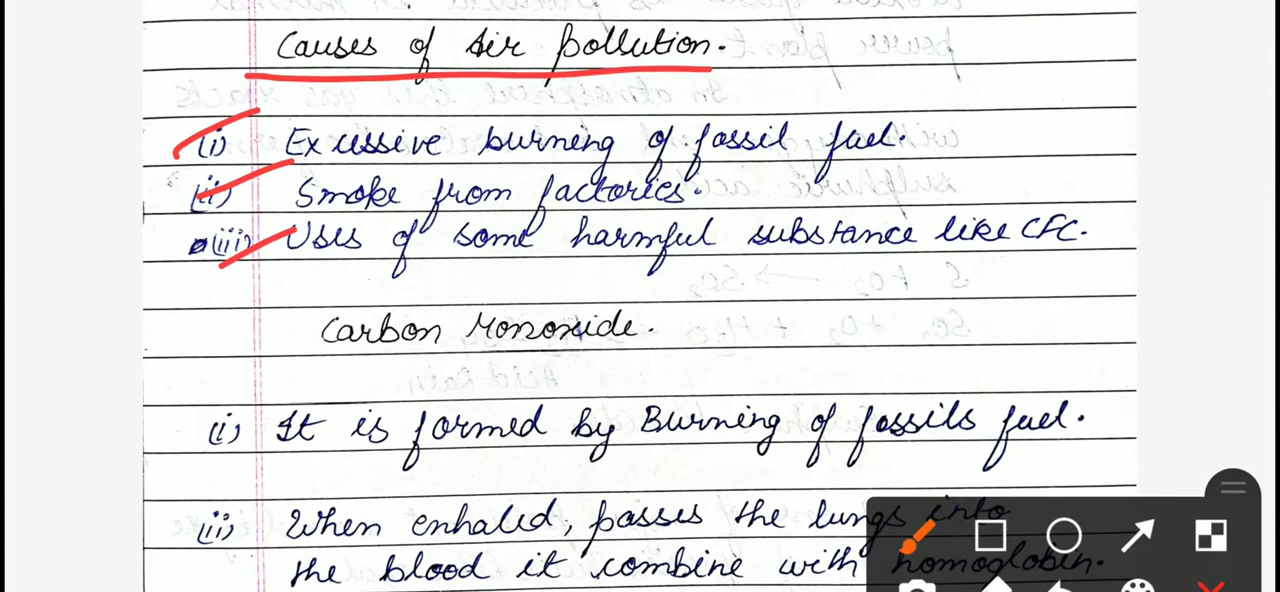 Causes of Air Pollution.
(i) Excessive burning of fossil fuel.
(ii) Smoke from factories.
(iii) Uses of some harmful substance like CFC.
Carbon Monoxide.
(i) It is formed by Burning of fossils fuel.
(ii) When enhaled, passes the lungs into
the blood it combine with homoglobin.